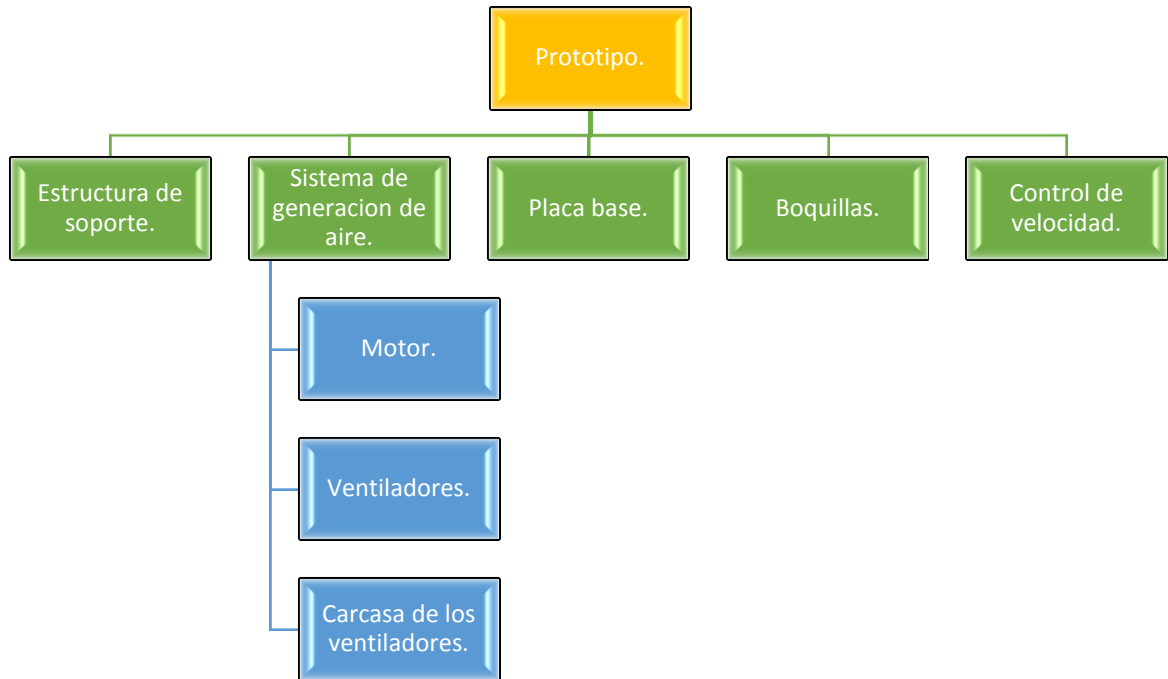 Prototipo.
Estructura de
soporte.
Sistema de
generacion de
aire.
Placa base.
Boquillas.
Control de
velocidad.
Motor.
Ventiladores.
Carcasa de los
ventiladores.